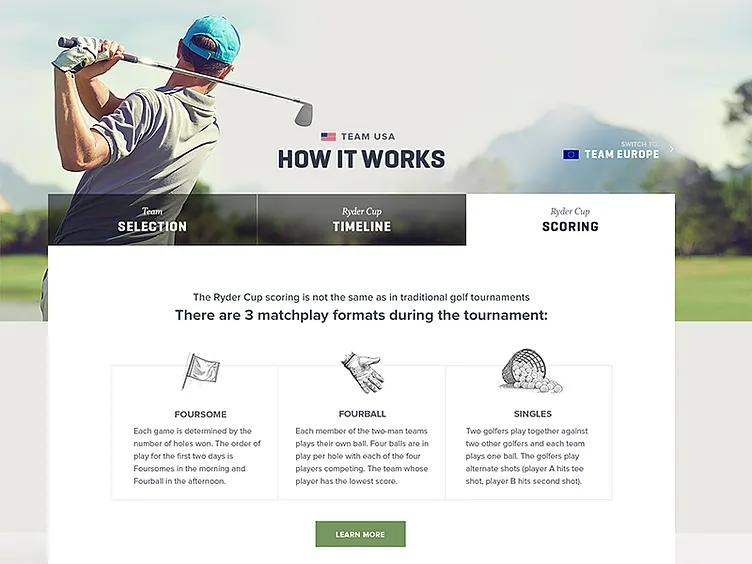 TEAM USA
HOW IT WORKS
SWITCH TO
TEAM EUROPE
Team
SELECTION
Ryder Cup
TIMELINE
Ryder Cup
SCORING
The Ryder Cup scoring is not the same as in traditional golf tournaments
There are 3 matchplay formats during the tournament:
FOURSOME
Each game is determined by the
number of holes won. The order of
play for the first two days is
Foursomes in the morning and
Fourball in the afternoon.
FOURBALL
Each member of the two-man teams
plays their own ball. Four balls are in
play per hole with each of the four
players competing. The team whose
player has the lowest score.
SINGLES
Two golfers play together against
two other golfers and each team
plays one ball. The golfers play
alternate shots (player A hits tee
shot, player B hits second shot).
LEARN MORE